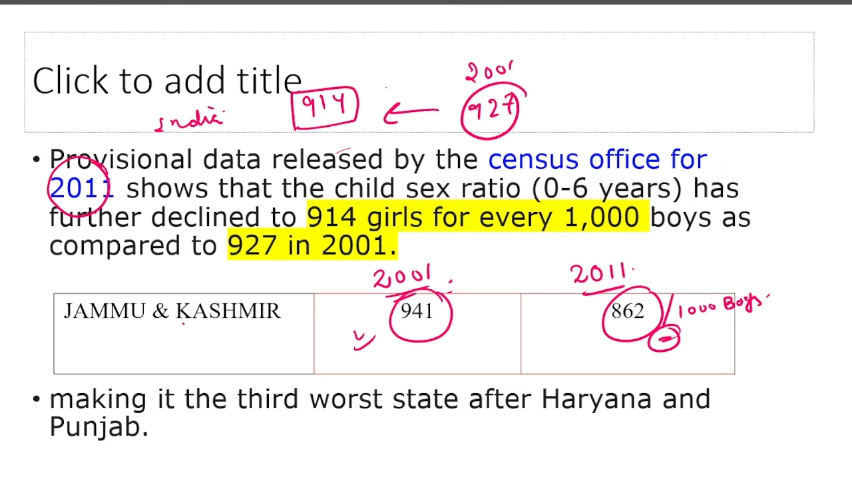 2001
Click to add title
914 ← 927
India
• Provisional data released by the census office for
2011 shows that the child sex ratio (0-6 years) has
further declined to 914 girls for every 1,000 boys as
compared to 927 in 2001.
2001 2011
JAMMU & KASHMIR 941 862 /1000 Boys.
• making it the third worst state after Haryana and
Punjab.